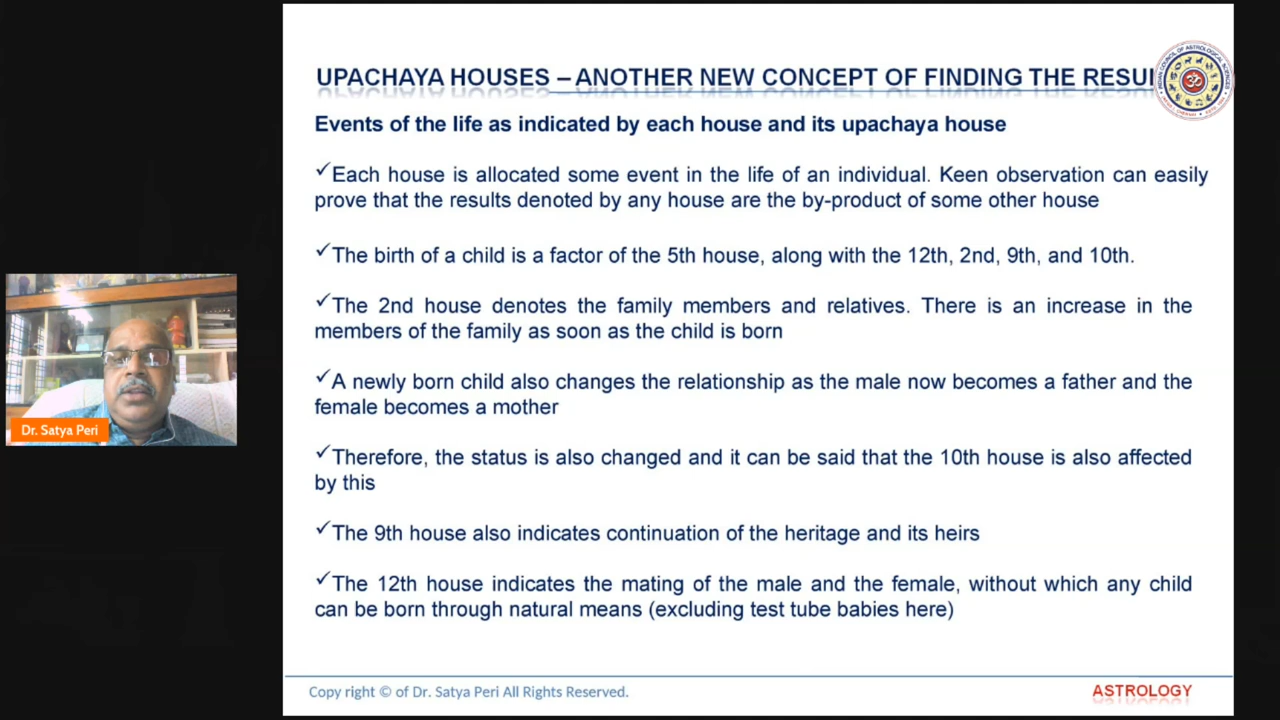 UPACHAYA HOUSES – ANOTHER NEW CONCEPT OF FINDING THE
Events of the life as indicated by each house and its upachaya house
✓Each house is allocated some event in the life of an individual. Keen observation can easily
prove that the results denoted by any house are the by-product of some other house
✓The birth of a child is a factor of the 5th house, along with the 12th, 2nd, 9th, and 10th.
✓The 2nd house denotes the family members and relatives. There is an increase in the
members of the family as soon as the child is born
✓A newly born child also changes the relationship as the male now becomes a father and the
female becomes a mother
✓Therefore, the status is also changed and it can be said that the 10th house is also affected
by this
✓The 9th house also indicates continuation of the heritage and its heirs
✓The 12th house indicates the mating of the male and the female, without which any child
can be born through natural means (excluding test tube babies here)
Dr. Satya Peri
Copy right © of Dr. Satya Peri All Rights Reserved.
ASTROLOGY
ॐ